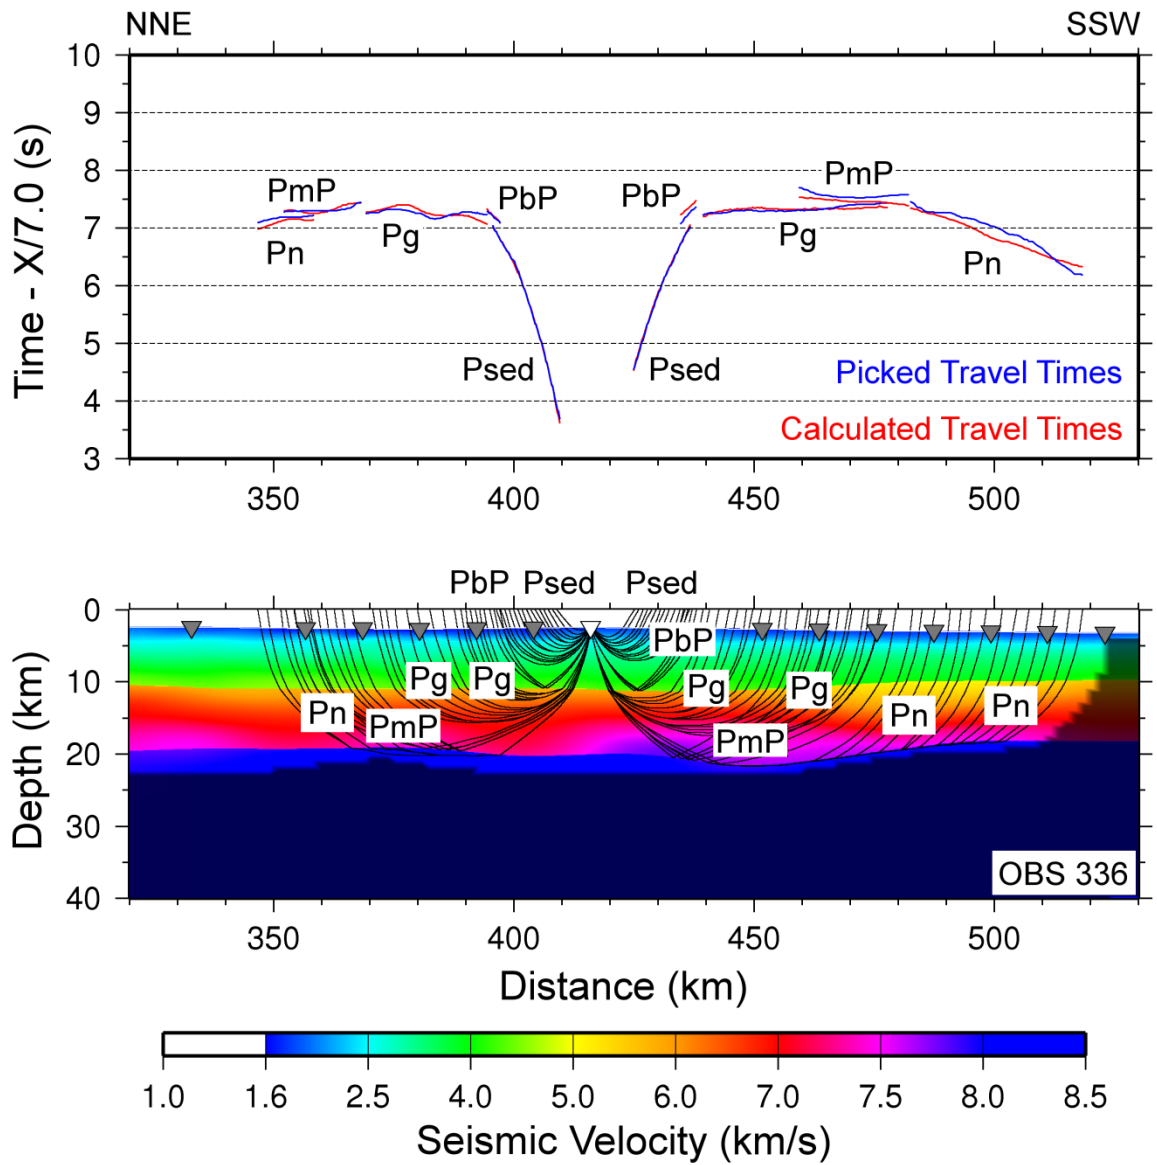 NNE SSW
10
9
8
7
6
5
4
3
Time - X/7.0 (s)
PmP PbP PbP PmP
Pn Pg Pg Pn
Psed Psed
Picked Travel Times
Calculated Travel Times
350 400 450 500
PbP Psed Psed
0
10
20
30
40
Depth (km)
PbP
Pg Pg Pg Pg
Pn PmP PmP Pn Pn
OBS 336
350 400 450 500
Distance (km)
1.0 1.6 2.5 4.0 5.0 6.0 7.0 7.5 8.0 8.5
Seismic Velocity (km/s)